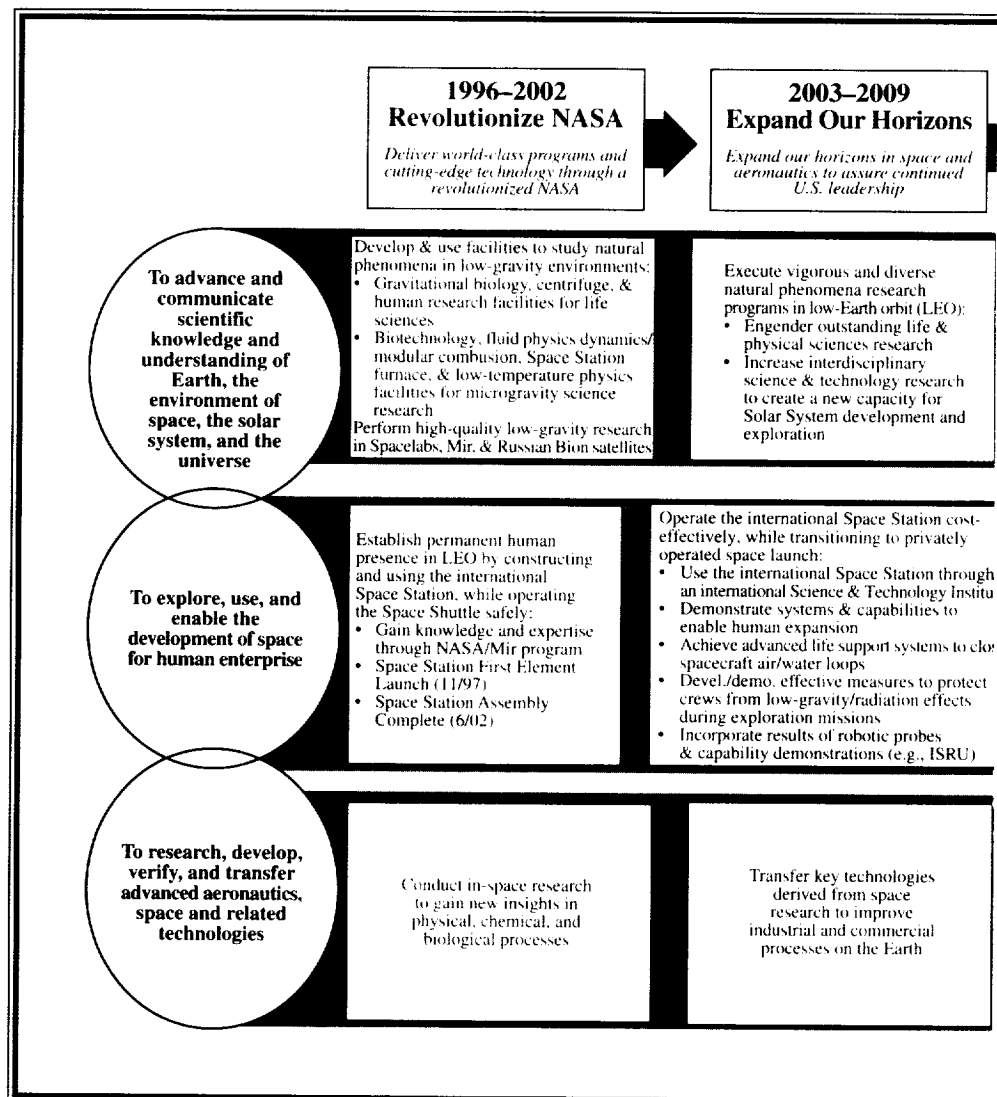 1996–2002
Revolutionize NASA
Deliver world-class programs and
cutting-edge technology through a
revolutionized NASA
2003–2009
Expand Our Horizons
Expand our horizons in space and
aeronautics to assure continued
U.S. leadership
To advance and
communicate
scientific
knowledge and
understanding of
Earth, the
environment of
space, the solar
system, and the
universe
Develop & use facilities to study natural
phenomena in low-gravity environments:
• Gravitational biology, centrifuge, &
human research facilities for life
sciences
• Biotechnology, fluid physics dynamics/
modular combusion, Space Station
furnace, & low-temperature physics
facilities for microgravity science
research
Perform high-quality low-gravity research
in Spacelabs, Mir, & Russian Bion satellites
Execute vigorous and diverse
natural phenomena research
programs in low-Earth orbit (LEO):
• Engender outstanding life &
physical sciences research
• Increase interdisciplinary
science & technology research
to create a new capacity for
Solar System development and
exploration
To explore, use, and
enable the
development of space
for human enterprise
Establish permanent human
presence in LEO by constructing
and using the international
Space Station, while operating
the Space Shuttle safely:
• Gain knowledge and expertise
through NASA/Mir program
• Space Station First Element
Launch (11/97)
• Space Station Assembly
Complete (6/02)
Operate the international Space Station cost-
effectively, while transitioning to privately
operated space launch:
• Use the international Space Station through
an international Science & Technology Institu
• Demonstrate systems & capabilities to
enable human expansion
• Achieve advanced life support systems to clos
spacecraft air/water loops
• Devel./demo. effective measures to protect
crews from low-gravity/radiation effects
during exploration missions
• Incorporate results of robotic probes
& capability demonstrations (e.g., ISRU)
To research, develop,
verify, and transfer
advanced aeronautics,
space and related
technologies
Conduct in-space research
to gain new insights in
physical, chemical, and
biological processes
Transfer key technologies
derived from space
research to improve
industrial and commercial
processes on the Earth